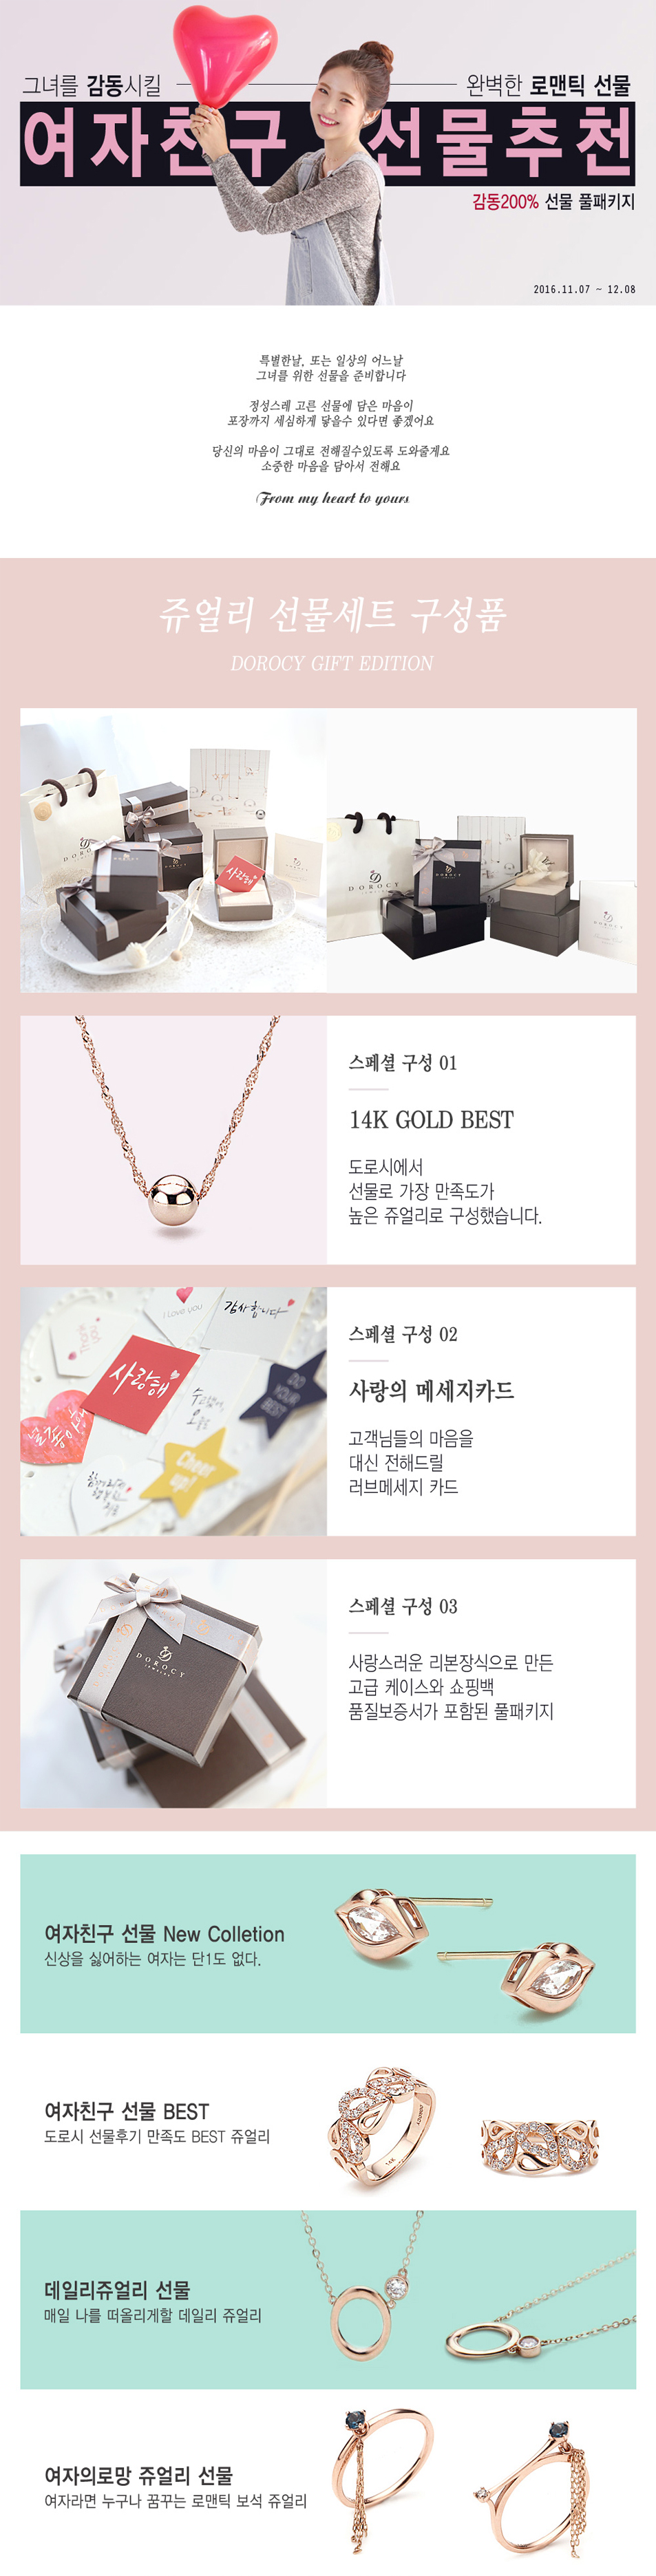 그녀를 감동시킬
완벽한 로맨틱 선물
여자친구 선물추천
감동200% 선물 풀패키지
2016.11.07 ~ 12.08
특별한날, 또는 일상의 어느날
그녀를 위한 선물을 준비합니다
정성스레 고른 선물에 담은 마음이
포장까지 세심하게 닿을수 있다면 좋겠어요
당신의 마음이 그대로 전해질수있도록 도와줄게요
소중한 마음을 담아서 전해요
From my heart to yours
쥬얼리 선물세트 구성품
DOROCY GIFT EDITION
DOROCY
사랑해
DOROCY
스페셜 구성 01
14K GOLD BEST
도로시에서
선물로 가장 만족도가
높은 쥬얼리로 구성했습니다.
I love you
감사합니다
사랑해
DO YOUR BEST
Cheer up!
스페셜 구성 02
사랑의 메세지카드
고객님들의 마음을
대신 전해드릴
러브메세지 카드
DOROCY
스페셜 구성 03
사랑스러운 리본장식으로 만든
고급 케이스와 쇼핑백
품질보증서가 포함된 풀패키지
여자친구 선물 New Colletion
신상을 싫어하는 여자는 단1도 없다.
여자친구 선물 BEST
도로시 선물후기 만족도 BEST 쥬얼리
14K
데일리쥬얼리 선물
매일 나를 떠올리게할 데일리 쥬얼리
여자의로망 쥬얼리 선물
여자라면 누구나 꿈꾸는 로맨틱 보석 쥬얼리